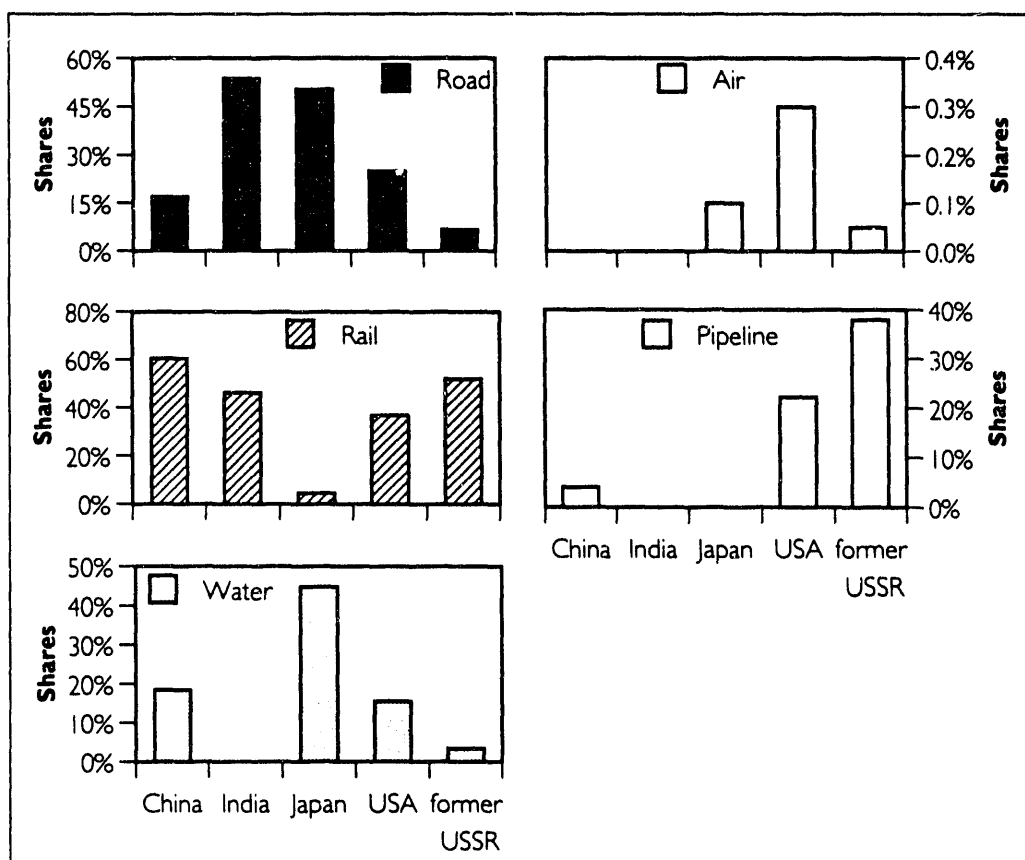 60%
45%
30%
15%
0%
Shares
Road
Air
0.4%
0.3%
0.2%
0.1%
0.0%
Shares
80%
60%
40%
20%
0%
Shares
Rail
Pipeline
40%
30%
20%
10%
0%
Shares
China India Japan USA former
USSR
50%
40%
30%
20%
10%
0%
Shares
Water
China India Japan USA former
USSR